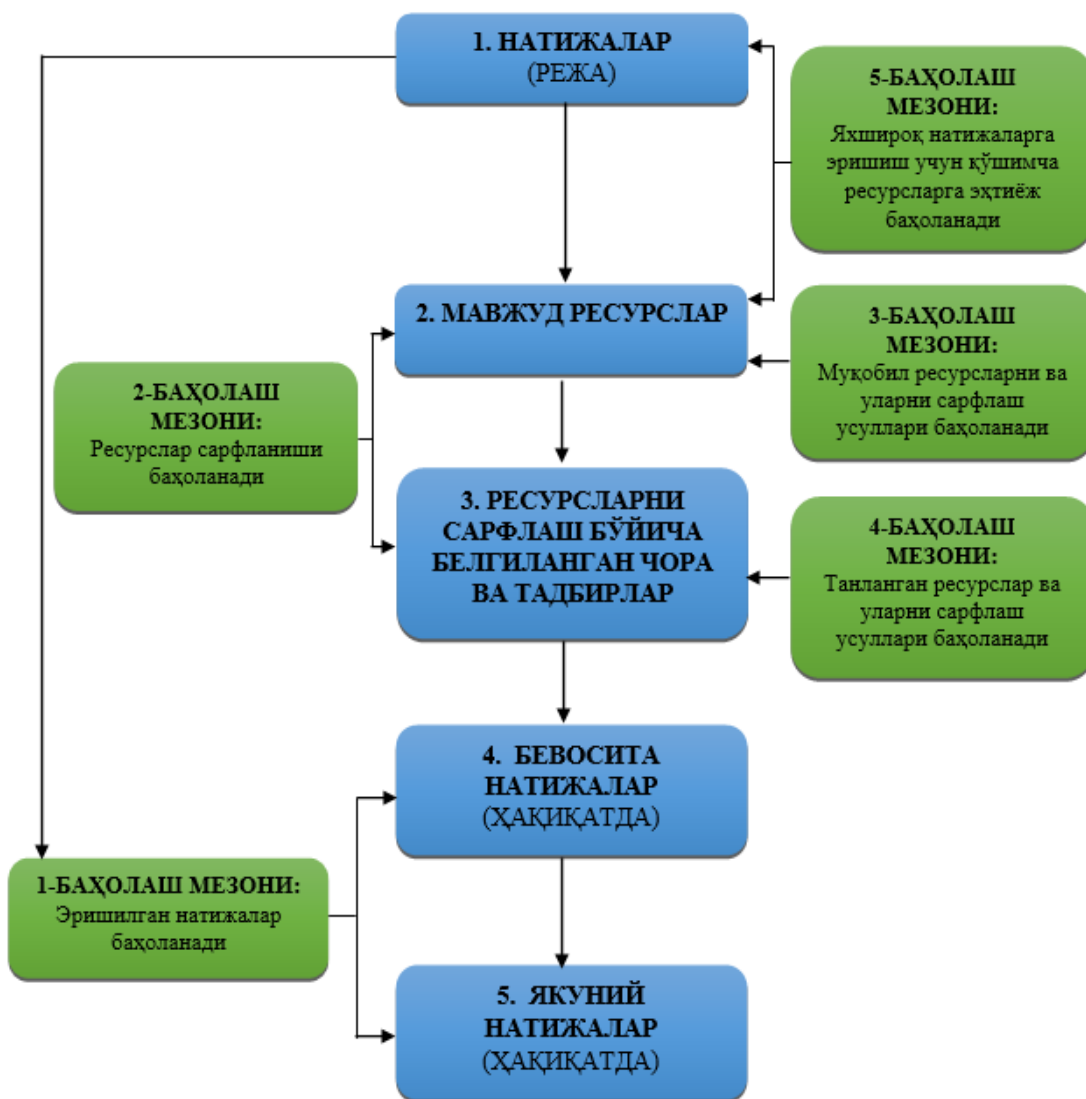 1. НАТИЖАЛАР
(РЕЖА)
5-БАҲОЛАШ
МЕЗОНИ:
Яхшироқ натижаларга
эришиш учун қўшимча
ресурсларга эҳтиёж
баҳоланади
2. МАВЖУД РЕСУРСЛАР
3-БАҲОЛАШ
МЕЗОНИ:
Муқобил ресурсларни ва
уларни сарфлаш
усуллари баҳоланади
2-БАҲОЛАШ
МЕЗОНИ:
Ресурслар сарфланиши
баҳоланади
3. РЕСУРСЛАРНИ
САРФЛАШ БЎЙИЧА
БЕЛГИЛАНГАН ЧОРА
ВА ТАДБИРЛАР
4-БАҲОЛАШ
МЕЗОНИ:
Танланган ресурслар ва
уларни сарфлаш
усуллари баҳоланади
4. БЕВОСИТА
НАТИЖАЛАР
(ҲАҚИҚАТДА)
1-БАҲОЛАШ МЕЗОНИ:
Эришилган натижалар
баҳоланади
5. ЯКУНИЙ
НАТИЖАЛАР
(ҲАҚИҚАТДА)